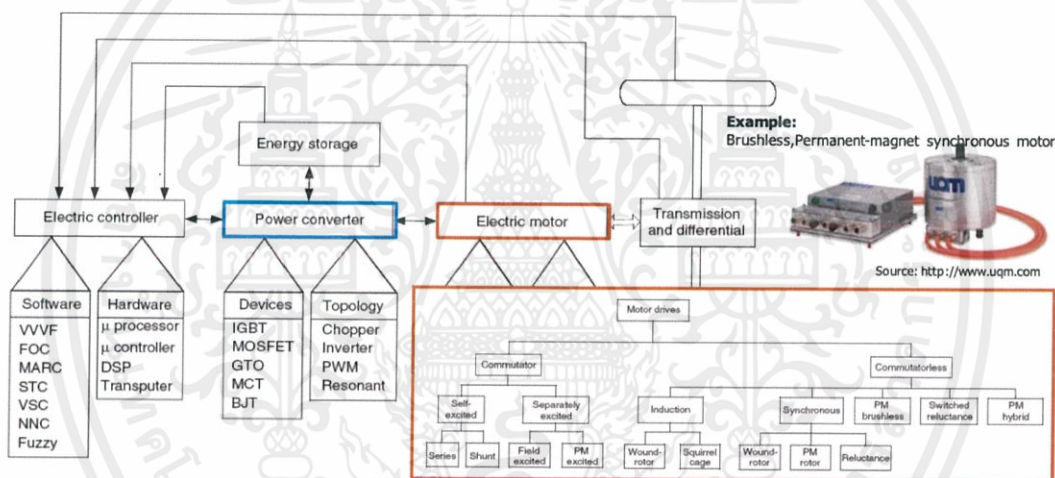 Example:
Brushless,Permanent-magnet synchronous motor
Energy storage
Electric controller
Power converter
Electric motor
Transmission
and differential
uqm
Source: http://www.uqm.com
Software
VVVF
FOC
MARC
STC
VSC
NNC
Fuzzy
Hardware
μ processor
μ controller
DSP
Transputer
Devices
IGBT
MOSFET
GTO
MCT
BJT
Topology
Chopper
Inverter
PWM
Resonant
Motor drives
Commutator
Commutatorless
Self-
excited
Separately
excited
Induction
Synchronous
PM
brushless
Switched
reluctance
PM
hybrid
Series
Shunt
Field
excited
PM
excited
Wound-
rotor
Squirrel
cage
Wound-
rotor
PM
rotor
Reluctance